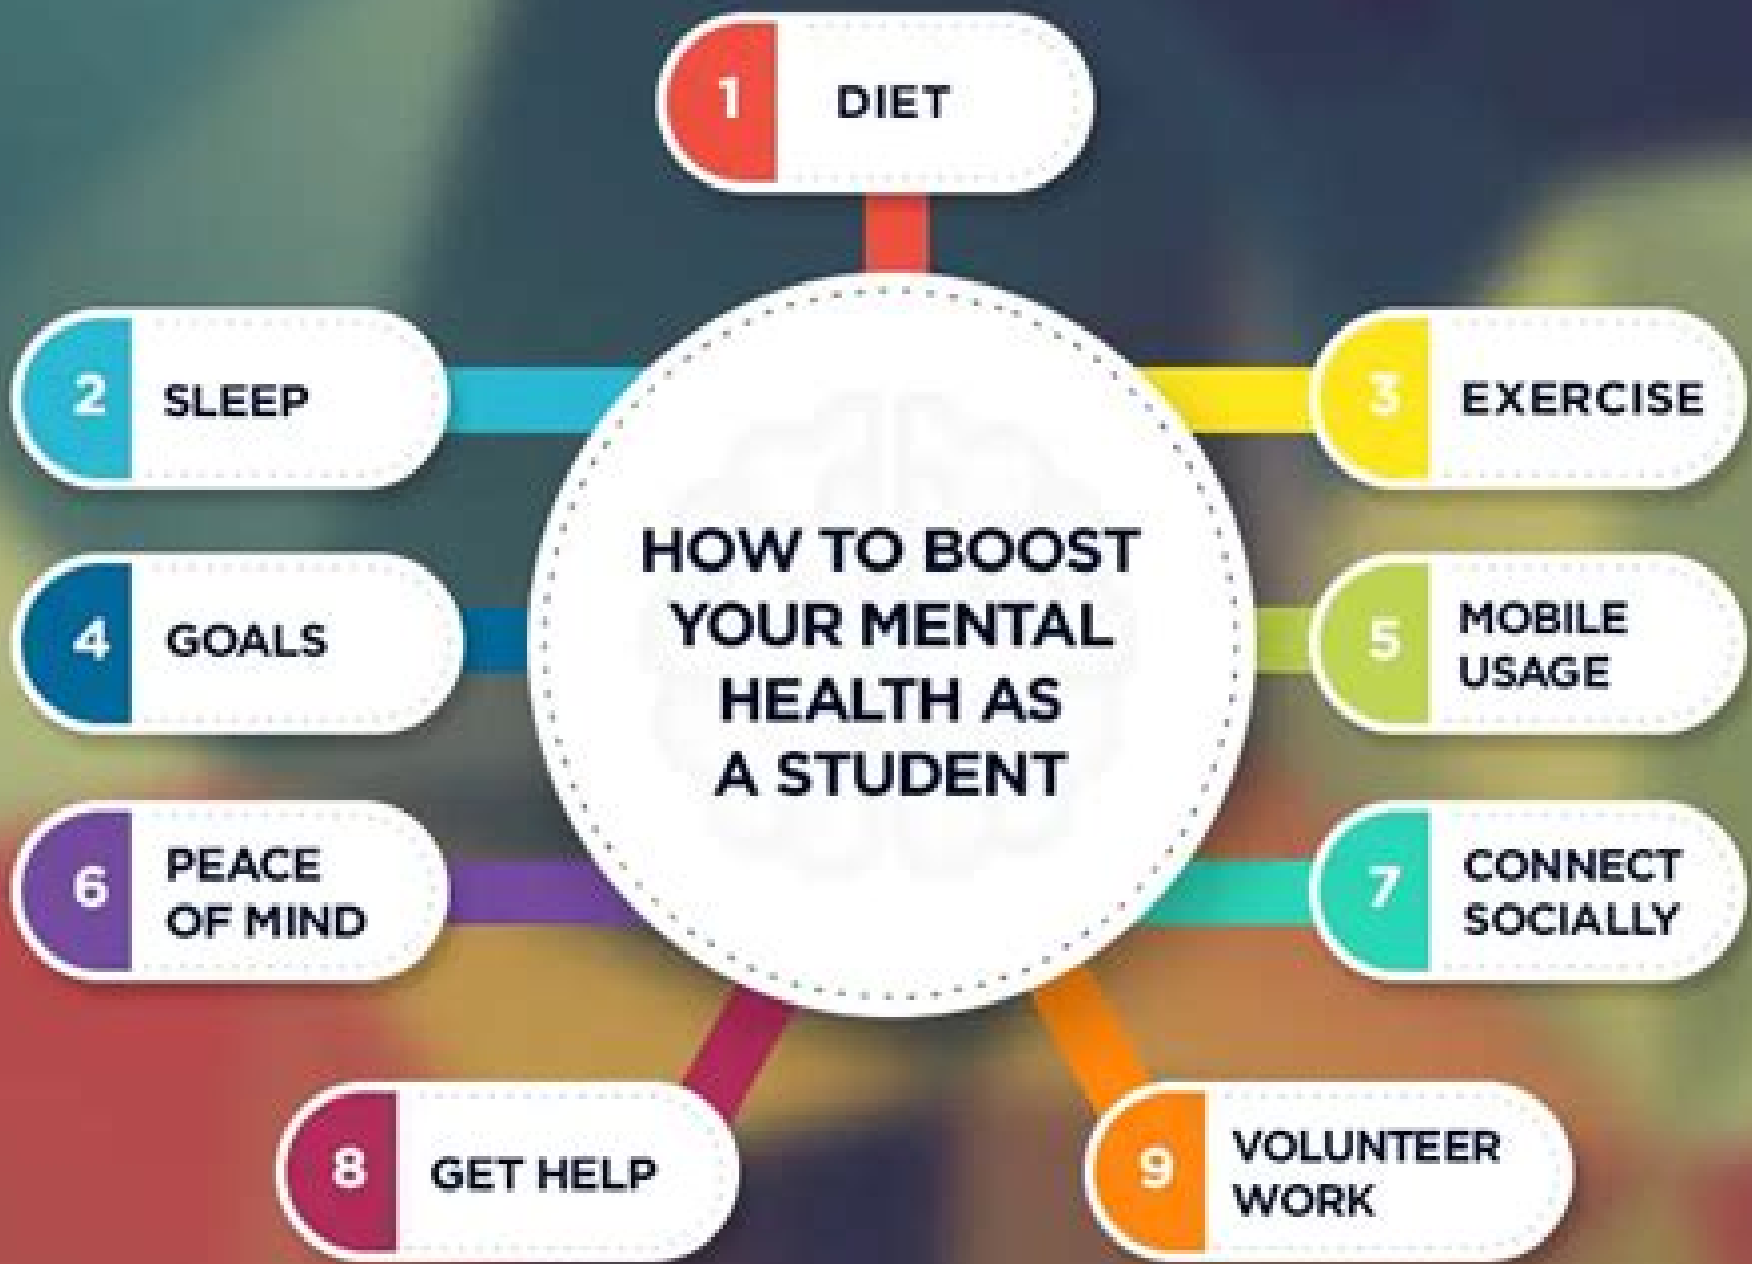 1 DIET
2 SLEEP
3 EXERCISE
HOW TO BOOST
YOUR MENTAL
HEALTH AS
A STUDENT
4 GOALS
5 MOBILE
USAGE
6 PEACE
OF MIND
7 CONNECT
SOCIALLY
8 GET HELP
9 VOLUNTEER
WORK